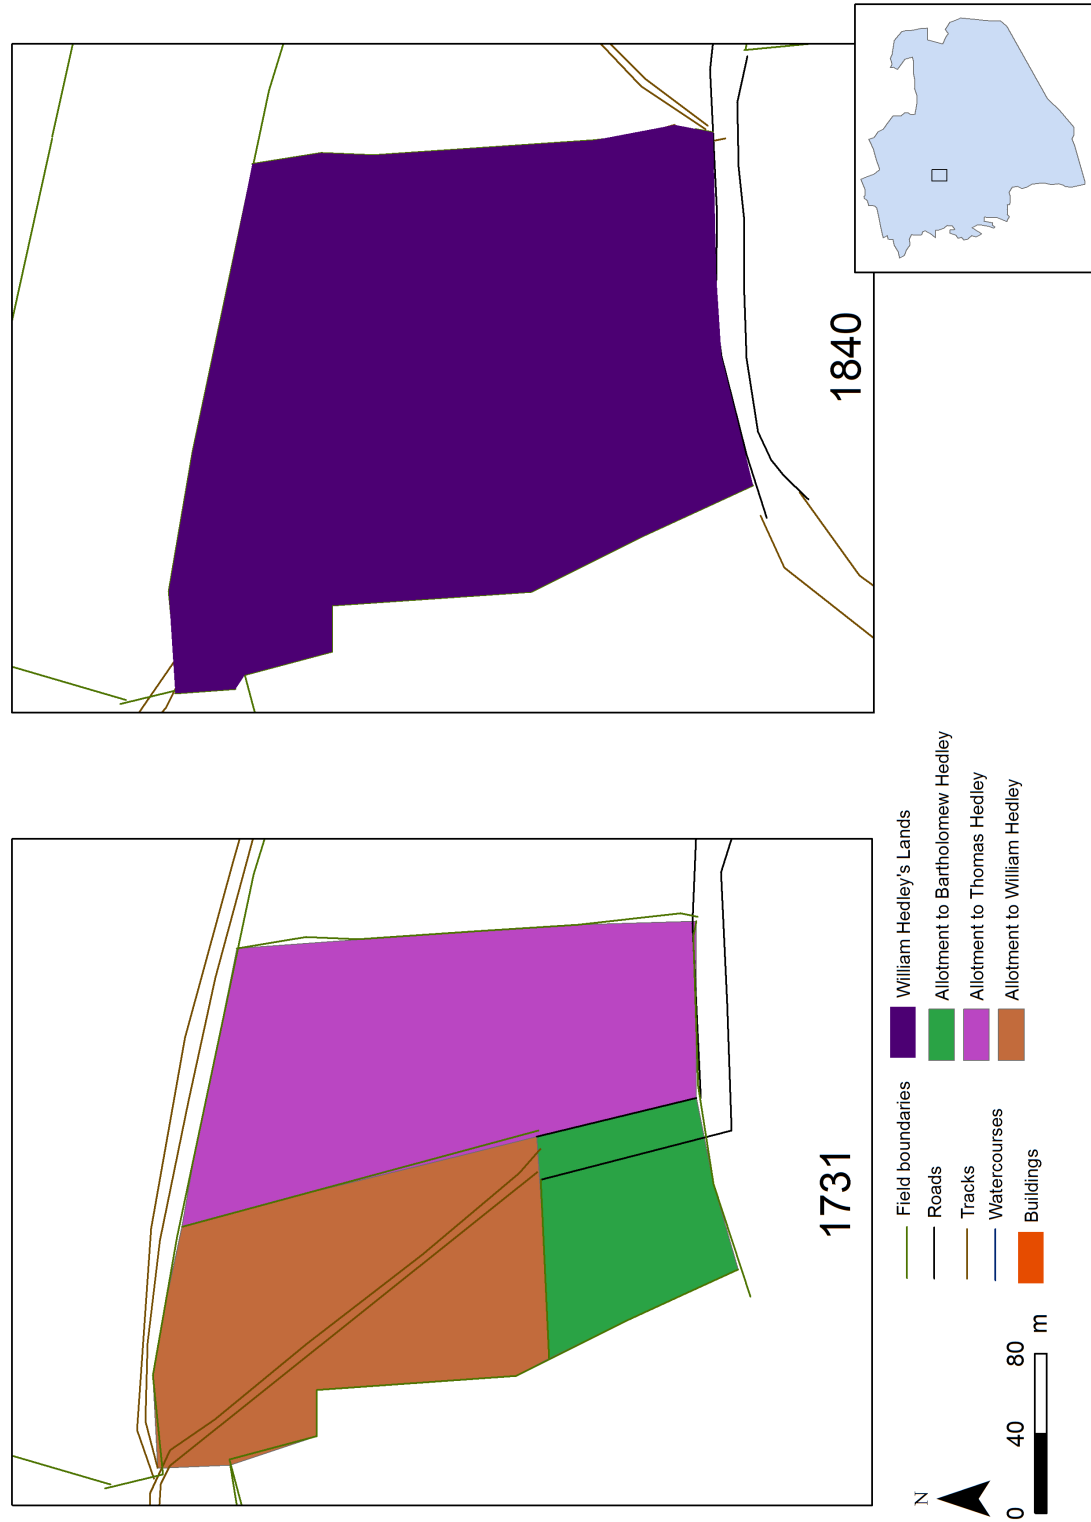 1731
1840
N
0 40 80 m
Field boundaries
Roads
Tracks
Watercourses
Buildings
William Hedley's Lands
Allotment to Bartholomew Hedley
Allotment to Thomas Hedley
Allotment to William Hedley